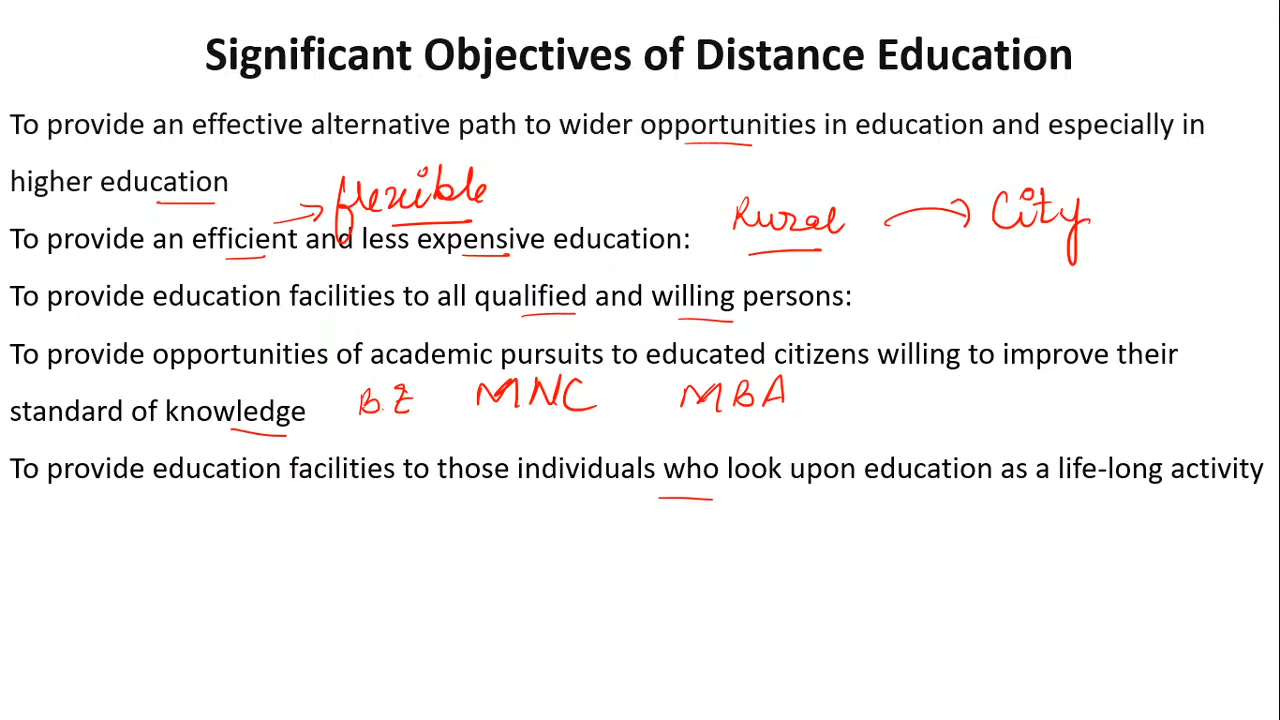 Significant Objectives of Distance Education
To provide an effective alternative path to wider opportunities in education and especially in
higher education
flexible
Rural
City
To provide an efficient and less expensive education:
To provide education facilities to all qualified and willing persons:
To provide opportunities of academic pursuits to educated citizens willing to improve their
standard of knowledge
B.E MNC MBA
To provide education facilities to those individuals who look upon education as a life-long activity